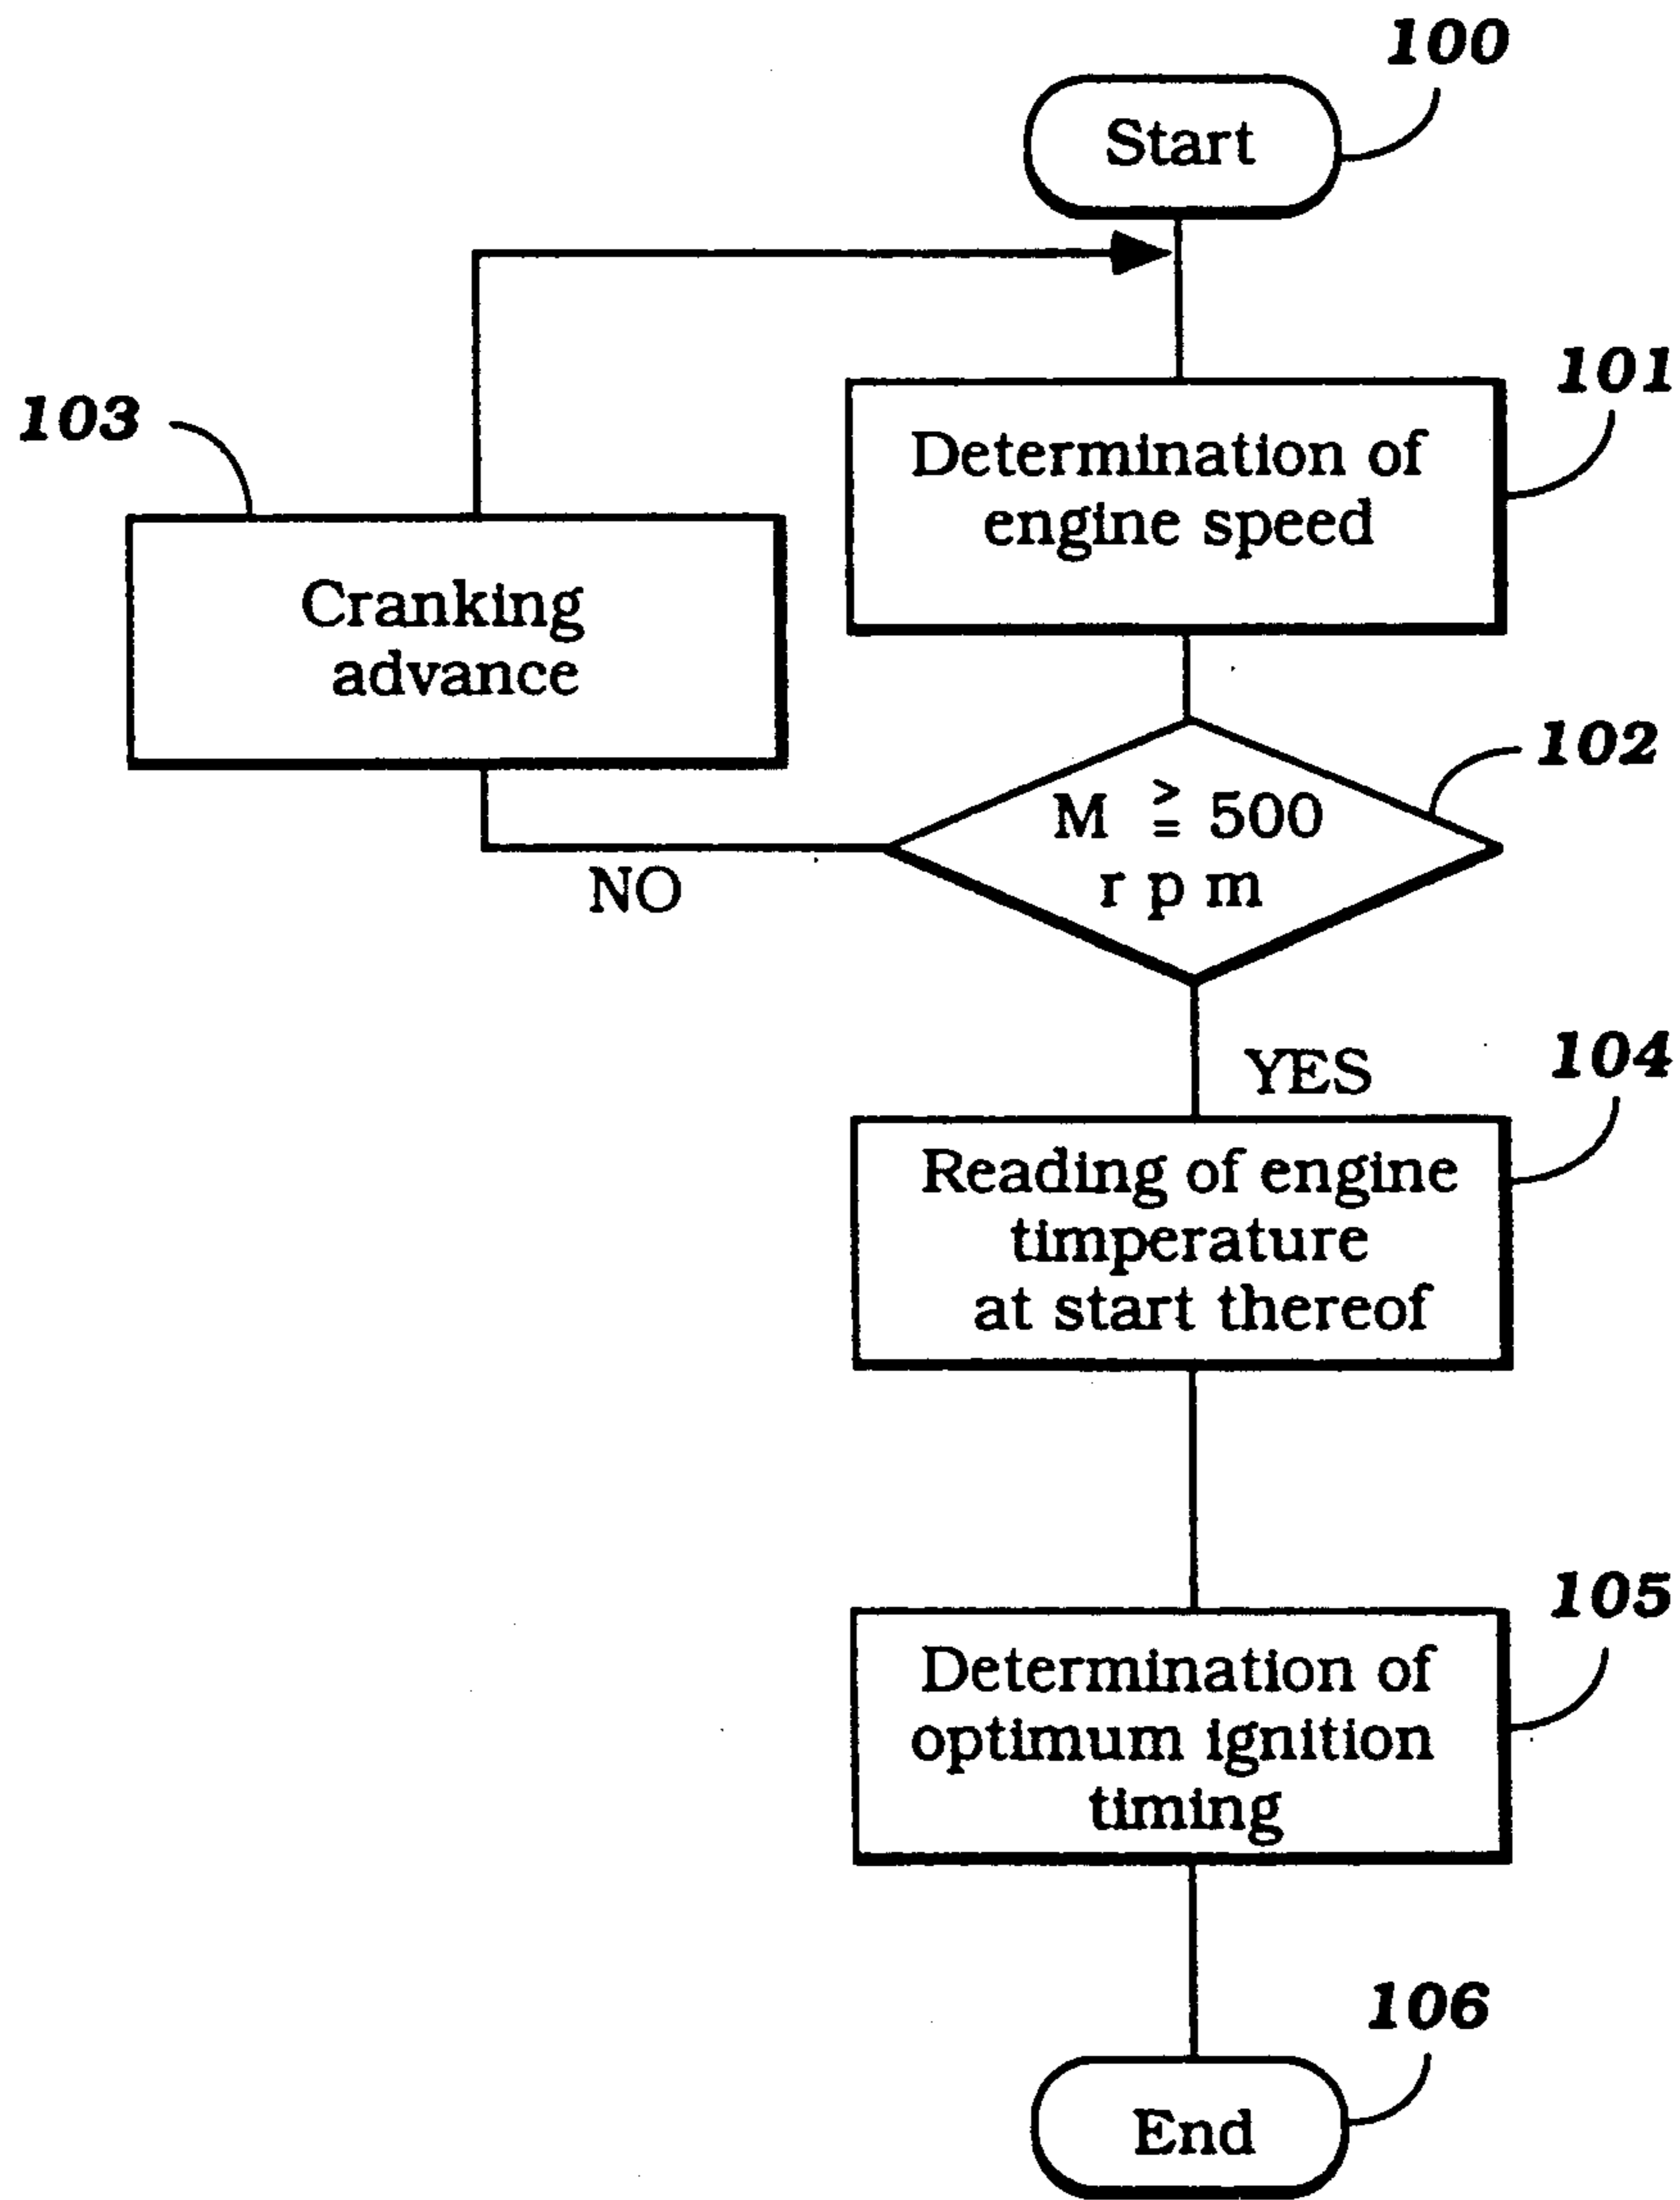 100
Start
101
Determination of
engine speed
103
Cranking
advance
102
M ≧ 500
r p m
NO
YES
104
Reading of engine
timperature
at start thereof
105
Determination of
optimum ignition
timing
106
End